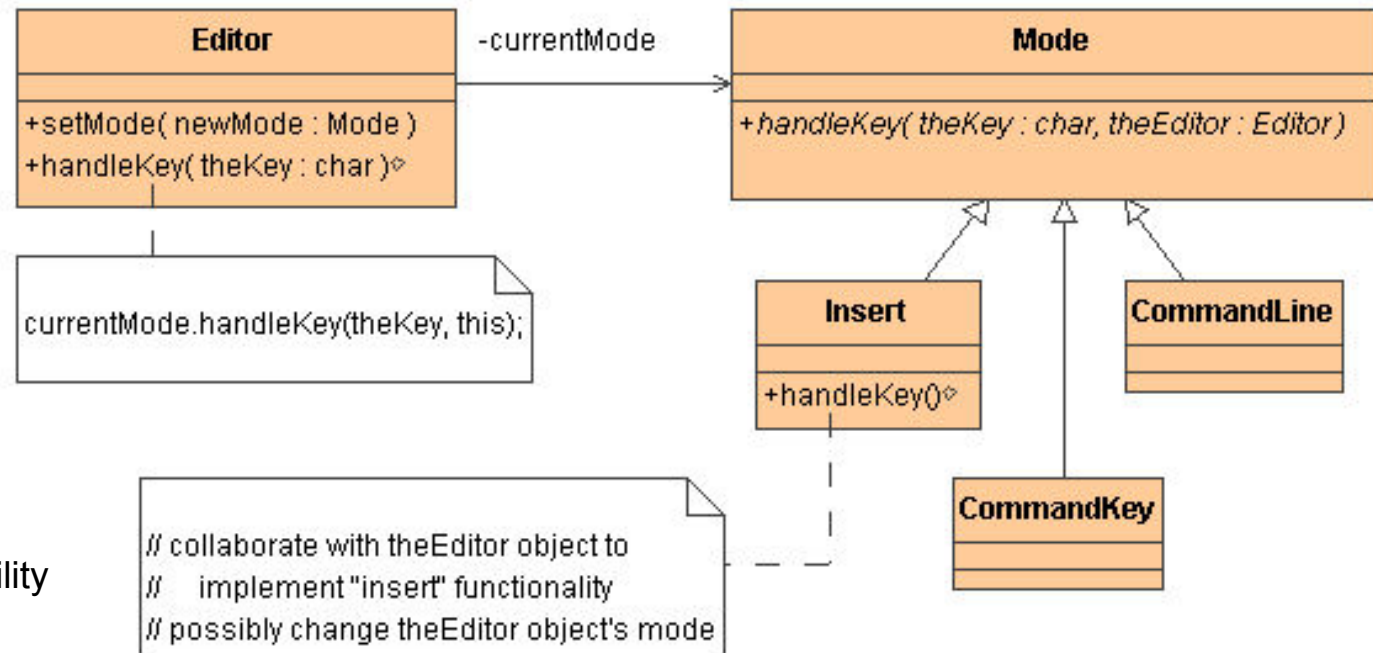 Editor
-currentMode
Mode
+setMode( newMode : Mode )
+handleKey( theKey : char )
+handleKey( theKey : char, theEditor : Editor )
currentMode.handleKey(theKey, this);
Insert
+handleKey()
CommandLine
CommandKey
// collaborate with theEditor object to
// implement "insert" functionality
// possibly change theEditor object's mode